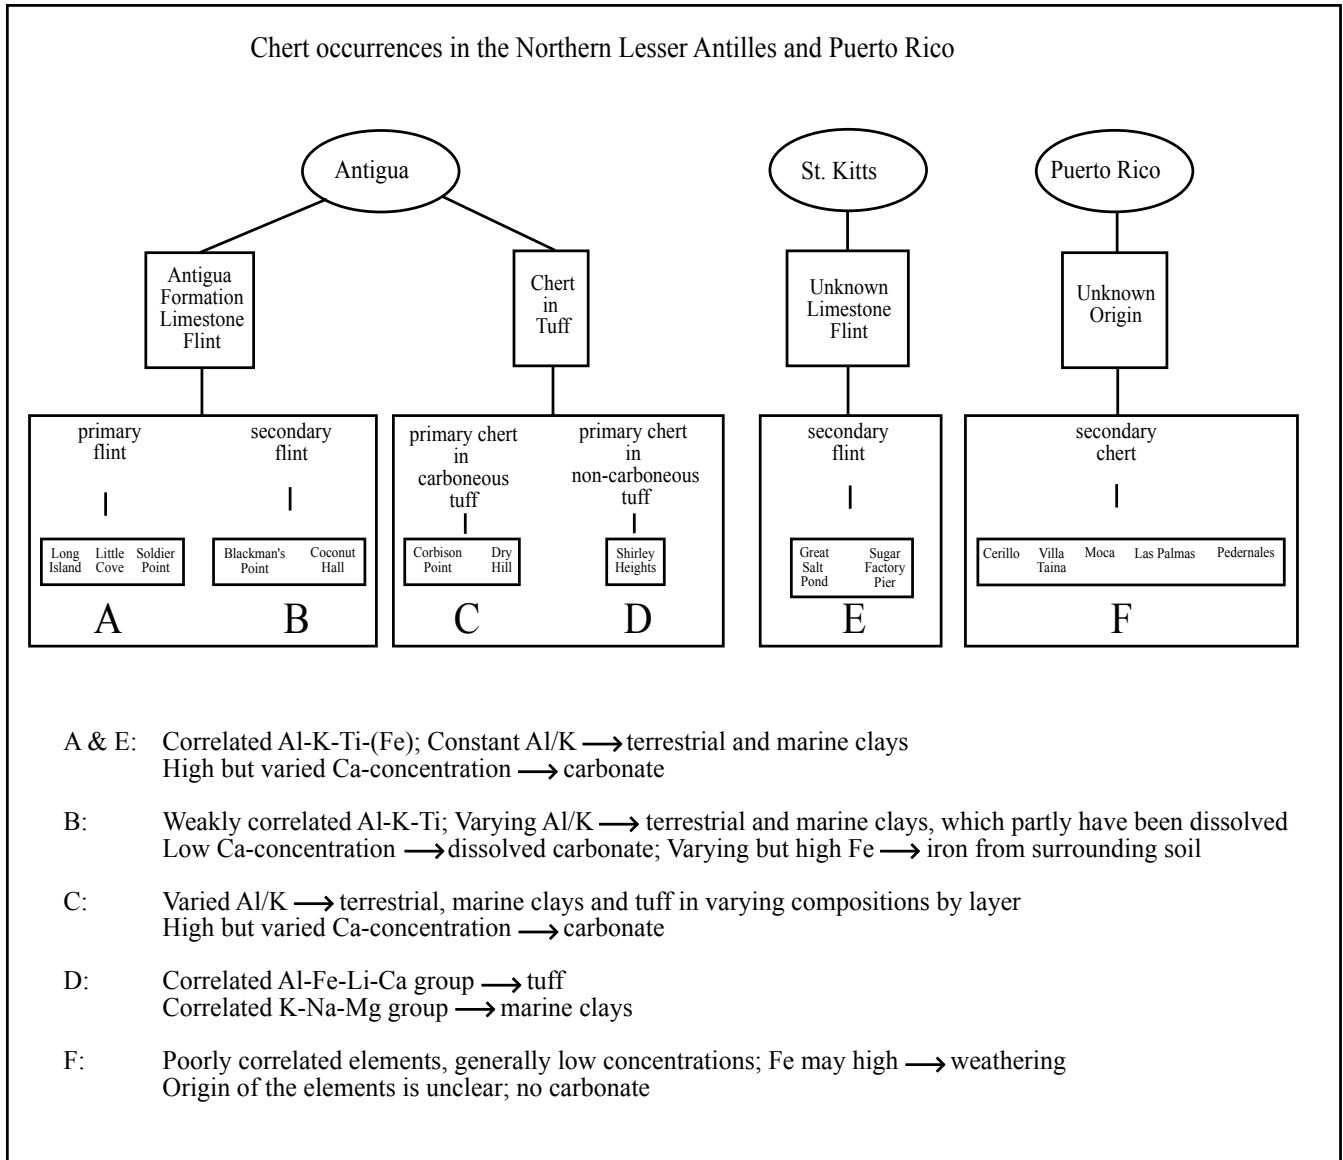 Chert occurrences in the Northern Lesser Antilles and Puerto Rico
Antigua
St. Kitts
Puerto Rico
Antigua
Formation
Limestone
Flint
Chert
in
Tuff
Unknown
Limestone
Flint
Unknown
Origin
primary
flint
secondary
flint
primary chert
in
carboneous
tuff
primary chert
in
non-carboneous
tuff
secondary
flint
secondary
chert
Long
Island
Little
Cove
Soldier
Point
Blackman's
Point
Coconut
Hall
Corbison
Point
Dry
Hill
Shirley
Heights
Great
Salt
Pond
Sugar
Factory
Pier
Cerillo
Villa
Taina
Moca
Las Palmas
Pedernales
A
B
C
D
E
F
A & E: Correlated Al-K-Ti-(Fe); Constant Al/K → terrestrial and marine clays
High but varied Ca-concentration → carbonate
B: Weakly correlated Al-K-Ti; Varying Al/K → terrestrial and marine clays, which partly have been dissolved
Low Ca-concentration → dissolved carbonate; Varying but high Fe → iron from surrounding soil
C: Varied Al/K → terrestrial, marine clays and tuff in varying compositions by layer
High but varied Ca-concentration → carbonate
D: Correlated Al-Fe-Li-Ca group → tuff
Correlated K-Na-Mg group → marine clays
F: Poorly correlated elements, generally low concentrations; Fe may high → weathering
Origin of the elements is unclear; no carbonate